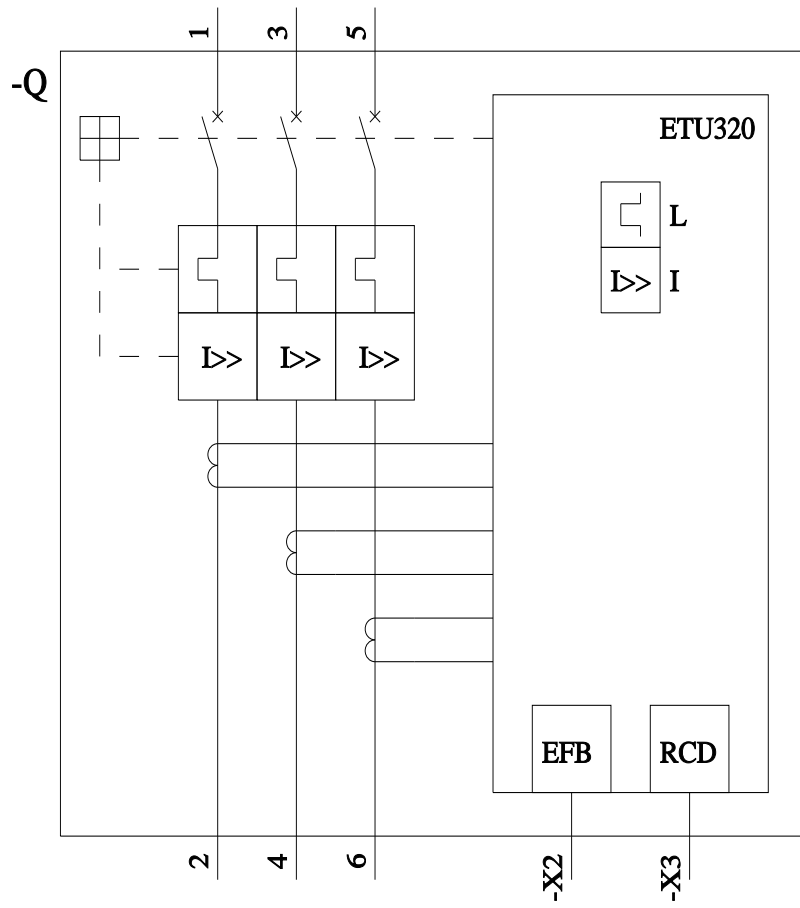 1 3 5
-Q
ETU320
L
I>> I
I>> I>> I>>
EFB RCD
2 4 6 -X2 -X3